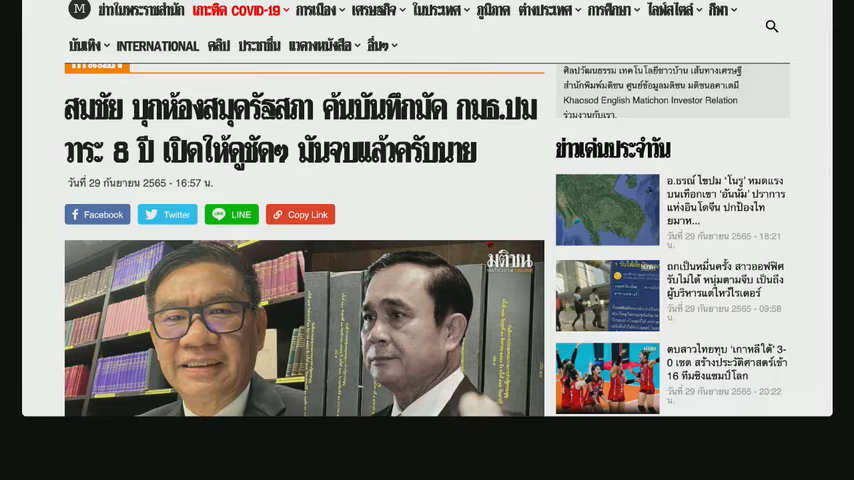 M ข่าวในพระราชสำนัก เกาะติด COVID-19 การเมือง เศรษฐกิจ ในประเทศ ภูมิภาค ต่างประเทศ การศึกษา ไลฟ์สไตล์ กีฬา
บันเทิง INTERNATIONAL คลิป ประชาชื่น แวดวงหนังสือ อื่นๆ
สมชัย บุกห้องสมุดรัฐสภา ค้นบันทึกมัด กมธ.ปม
วาระ 8 ปี เปิดให้ดูชัดๆ มันจบแล้วครับนาย
วันที่ 29 กันยายน 2565 - 16:57 น.
Facebook
Twitter
LINE
Copy Link
มติชน
MATICHON ONLINE
ศิลปวัฒนธรรม เทคโนโลยีชาวบ้าน เส้นทางเศรษฐี
สำนักพิมพ์มติชน ศูนย์ข้อมูลมติชน มติชนอคาเดมี
Khaosod English Matichon Investor Relation
ร่วมงานกับเรา
ข่าวเด่นประจำวัน
อ.ธรณ์ ไขปม 'โนรู' หมดแรง
บนเทือกเขา 'อันนัม' ปราการ
แห่งอินโดจีน ปกป้องไท
ยมาห...
วันที่ 29 กันยายน 2565 - 18:21
น.
ถกเป็นหมื่นครั้ง สาวออฟฟิศ
รับไม่ได้ หนุ่มตามจีบ เป็นถึง
ผู้บริหารแต่ไหว้ไรเดอร์
วันที่ 29 กันยายน 2565 - 09:58
น.
ตบสาวไทยทุบ 'เกาหลีใต้' 3-
0 เซต สร้างประวัติศาสตร์เข้า
16 ทีมชิงแชมป์โลก
วันที่ 29 กันยายน 2565 - 20:22
น.